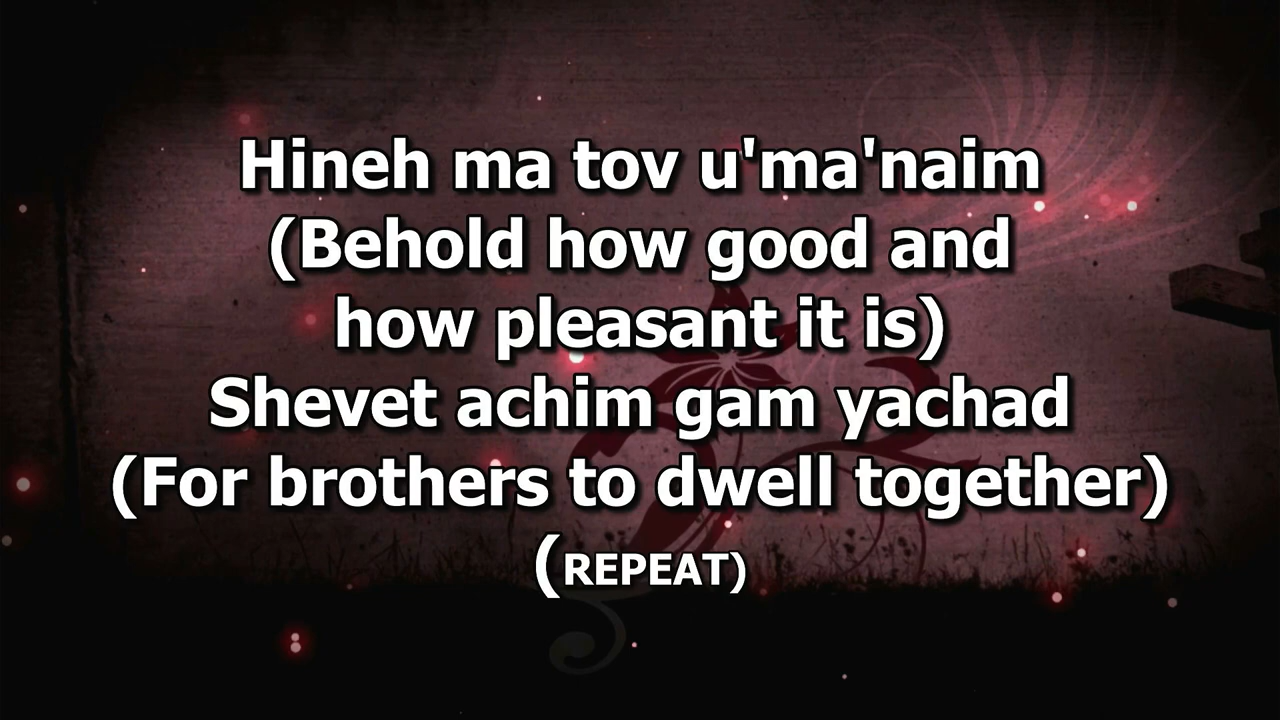 Hineh ma tov u'ma'naim
(Behold how good and
how pleasant it is)
Shevet achim gam yachad
(For brothers to dwell together)
(REPEAT)